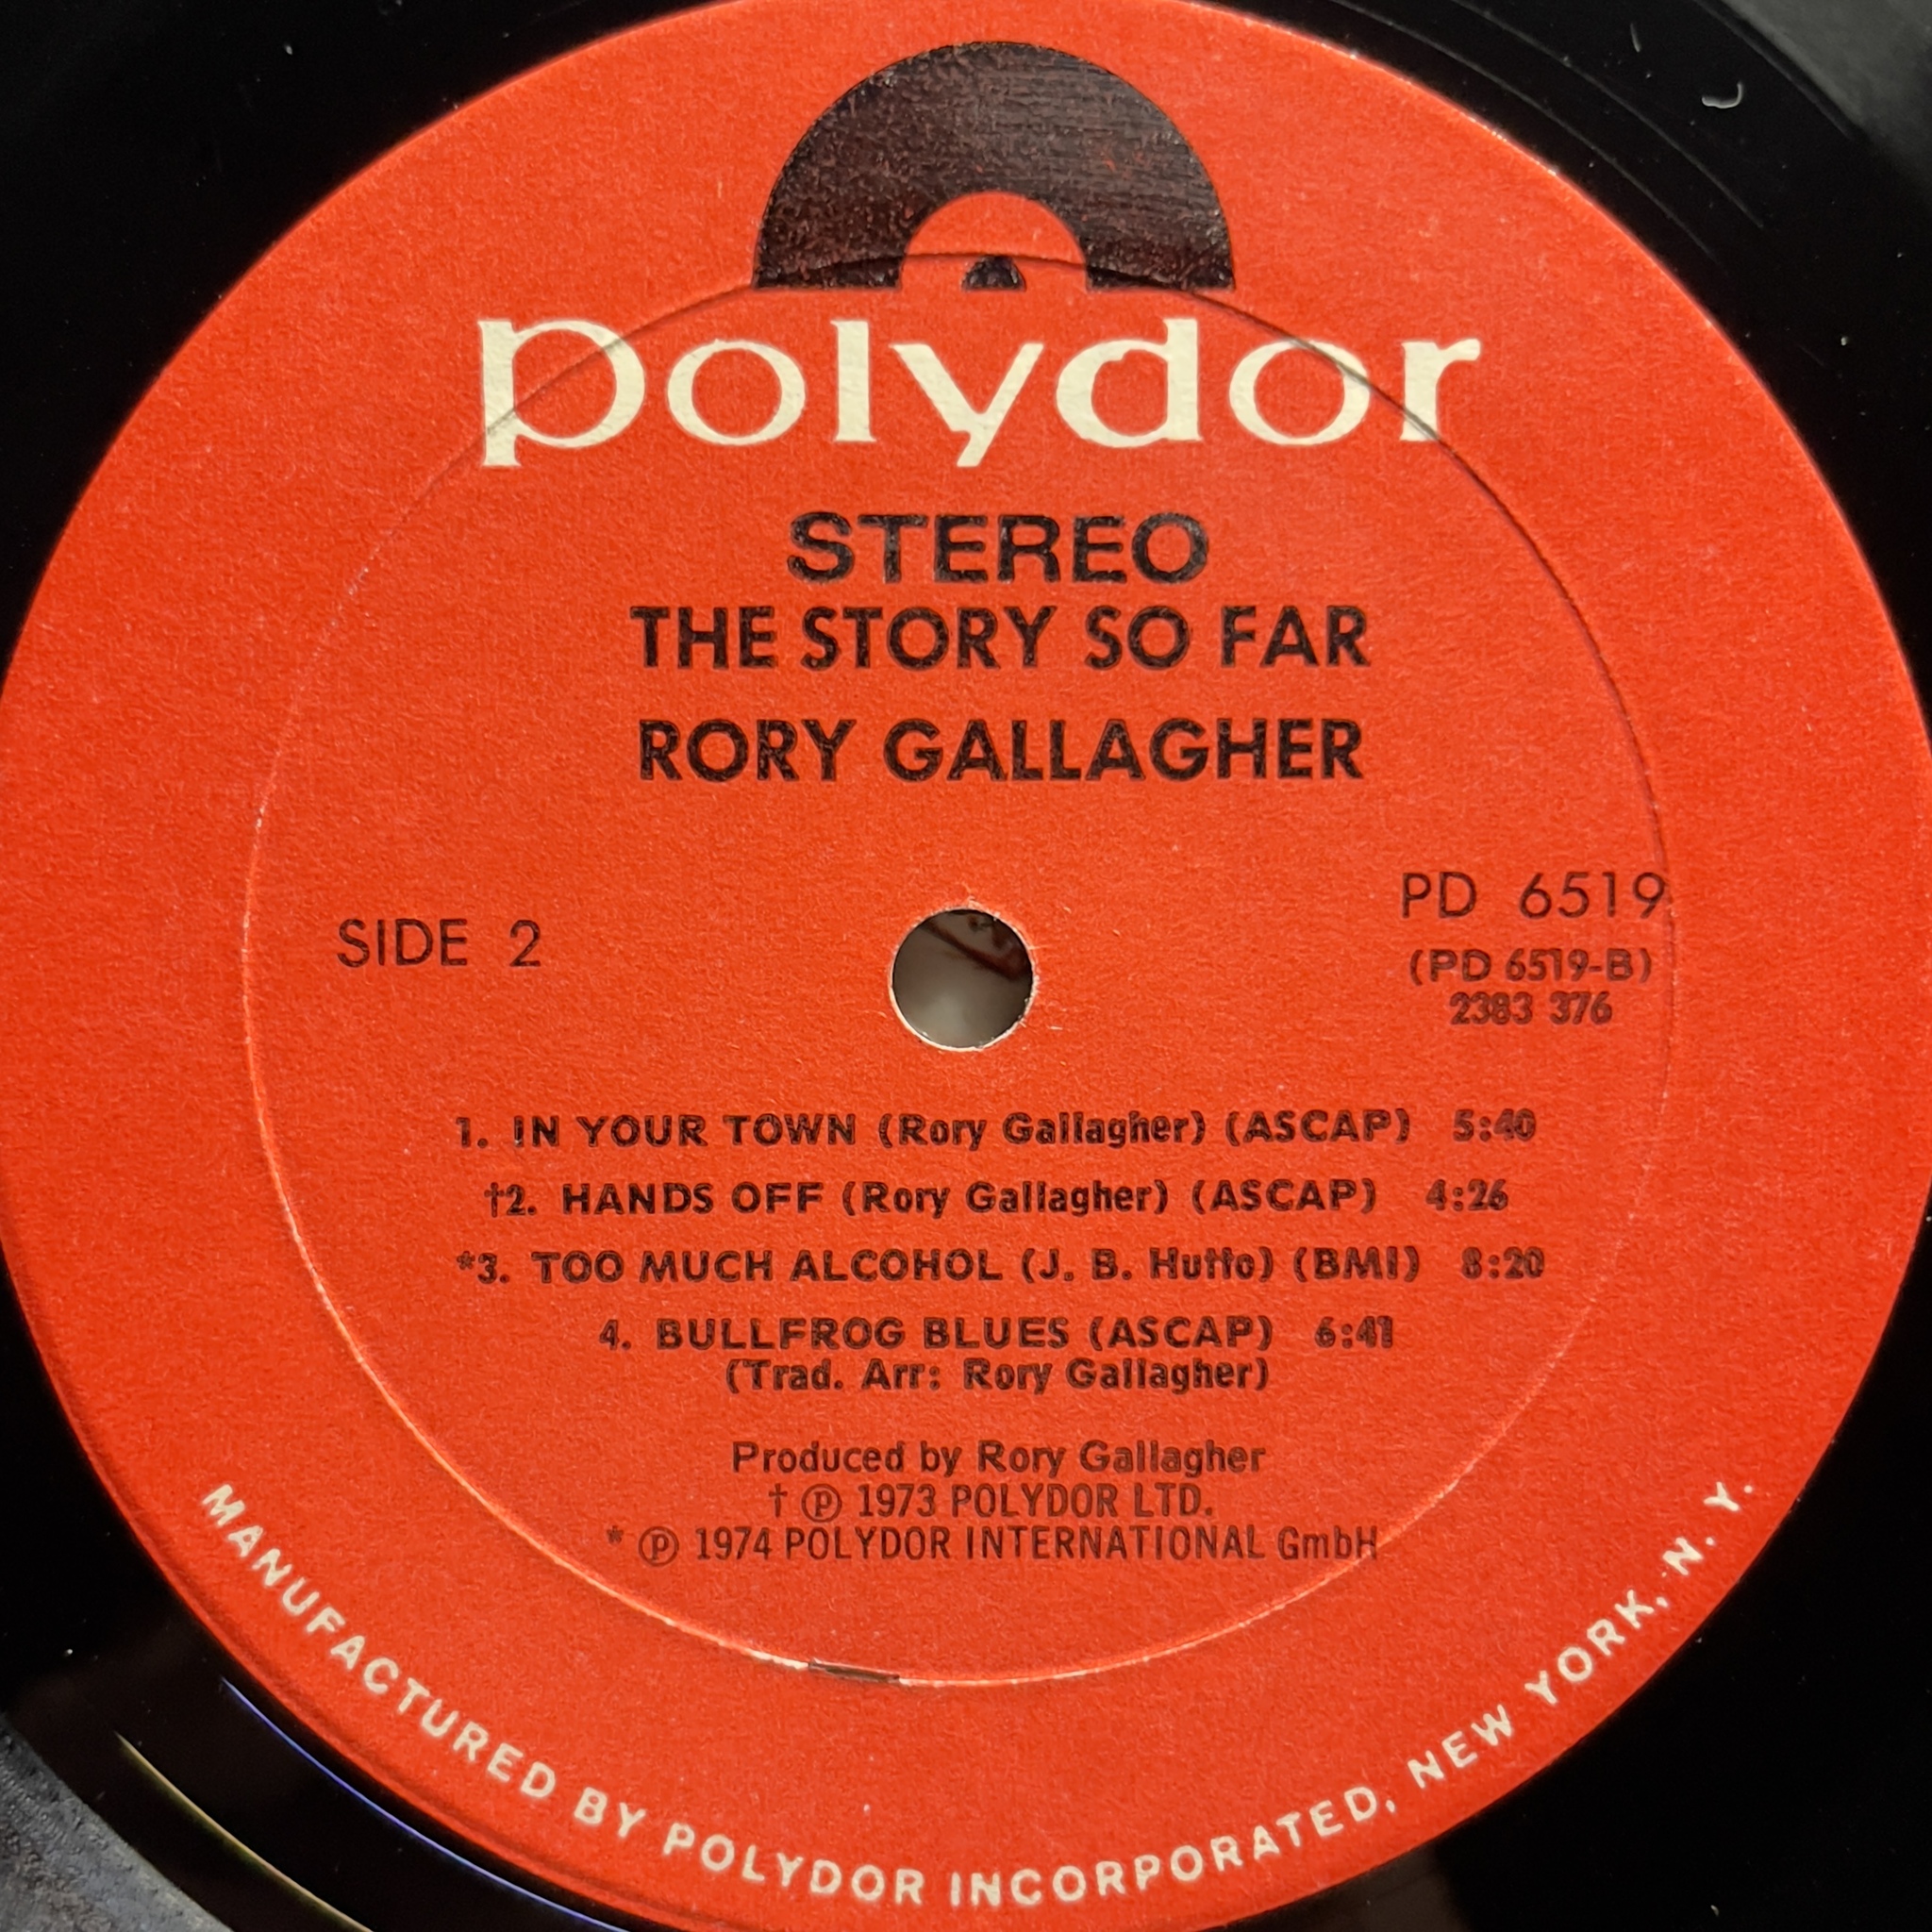 polydor
STEREO
THE STORY SO FAR
RORY GALLAGHER
SIDE 2
PD 6519
(PD 6519-B)
2383 376
1. IN YOUR TOWN (Rory Gallagher) (ASCAP) 5:40
†2. HANDS OFF (Rory Gallagher) (ASCAP) 4:26
*3. TOO MUCH ALCOHOL (J. B. Hutto) (BMI) 8:20
4. BULLFROG BLUES (ASCAP) 6:41
(Trad. Arr: Rory Gallagher)
Produced by Rory Gallagher
† ℗ 1973 POLYDOR LTD.
* ℗ 1974 POLYDOR INTERNATIONAL GmbH
MANUFACTURED BY POLYDOR INCORPORATED, NEW YORK, N. Y.